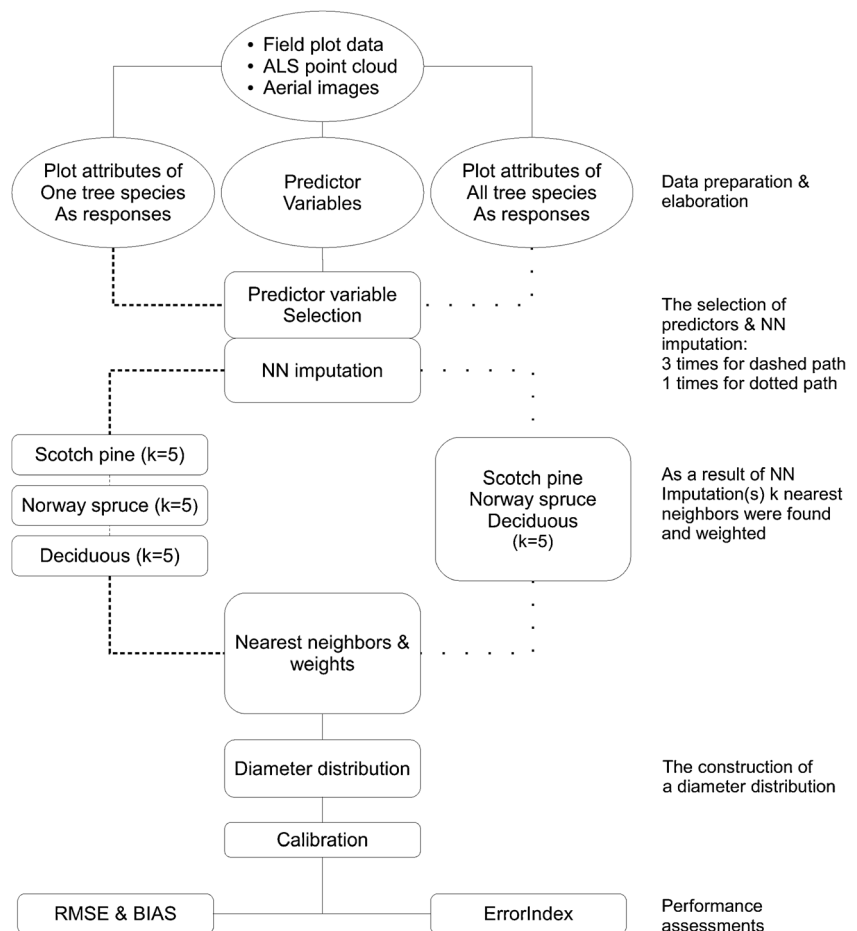 • Field plot data
• ALS point cloud
• Aerial images
Plot attributes of
One tree species
As responses
Predictor
Variables
Plot attributes of
All tree species
As responses
Data preparation &
elaboration
Predictor variable
Selection
The selection of
predictors & NN
imputation:
3 times for dashed path
1 times for dotted path
NN imputation
Scotch pine (k=5)
Norway spruce (k=5)
Deciduous (k=5)
Scotch pine
Norway spruce
Deciduous
(k=5)
As a result of NN
Imputation(s) k nearest
neighbors were found
and weighted
Nearest neighbors &
weights
Diameter distribution
The construction of
a diameter distribution
Calibration
RMSE & BIAS
ErrorIndex
Performance
assessments